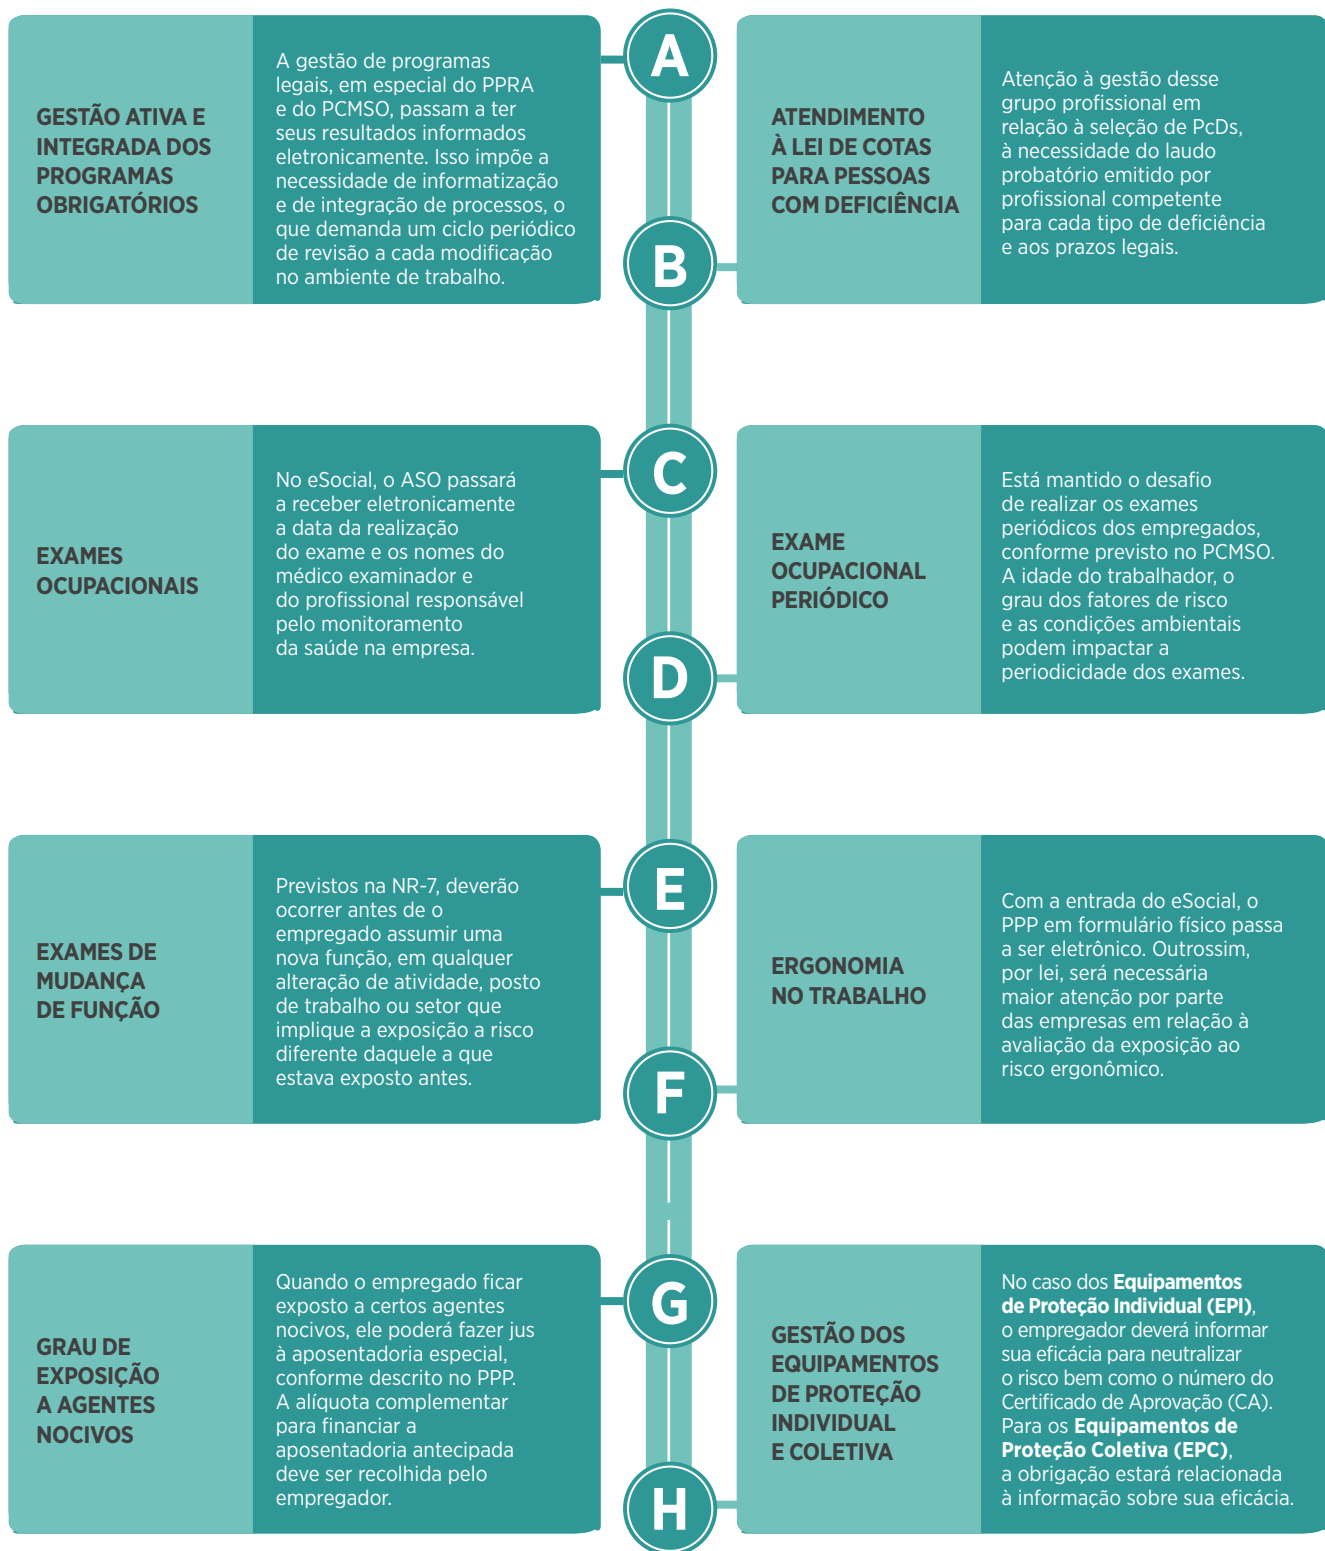 A
GESTÃO ATIVA E
INTEGRADA DOS
PROGRAMAS
OBRIGATÓRIOS
A gestão de programas
legais, em especial do PPRA
e do PCMSO, passam a ter
seus resultados informados
eletronicamente. Isso impõe a
necessidade de informatização
e de integração de processos, o
que demanda um ciclo periódico
de revisão a cada modificação
no ambiente de trabalho.
B
ATENDIMENTO
À LEI DE COTAS
PARA PESSOAS
COM DEFICIÊNCIA
Atenção à gestão desse
grupo profissional em
relação à seleção de PcDs,
à necessidade do laudo
probatório emitido por
profissional competente
para cada tipo de deficiência
e aos prazos legais.
C
EXAMES
OCUPACIONAIS
No eSocial, o ASO passará
a receber eletronicamente
a data da realização
do exame e os nomes do
médico examinador e
do profissional responsável
pelo monitoramento
da saúde na empresa.
D
EXAME
OCUPACIONAL
PERIÓDICO
Está mantido o desafio
de realizar os exames
periódicos dos empregados,
conforme previsto no PCMSO.
A idade do trabalhador, o
grau dos fatores de risco
e as condições ambientais
podem impactar a
periodicidade dos exames.
E
EXAMES DE
MUDANÇA
DE FUNÇÃO
Previstos na NR-7, deverão
ocorrer antes de o
empregado assumir uma
nova função, em qualquer
alteração de atividade, posto
de trabalho ou setor que
implique a exposição a risco
diferente daquele a que
estava exposto antes.
F
ERGONOMIA
NO TRABALHO
Com a entrada do eSocial, o
PPP em formulário físico passa
a ser eletrônico. Outrossim,
por lei, será necessária
maior atenção por parte
das empresas em relação à
avaliação da exposição ao
risco ergonômico.
G
GRAU DE
EXPOSIÇÃO
A AGENTES
NOCIVOS
Quando o empregado ficar
exposto a certos agentes
nocivos, ele poderá fazer jus
à aposentadoria especial,
conforme descrito no PPP.
A alíquota complementar
para financiar a
aposentadoria antecipada
deve ser recolhida pelo
empregador.
H
GESTÃO DOS
EQUIPAMENTOS
DE PROTEÇÃO
INDIVIDUAL
E COLETIVA
No caso dos Equipamentos
de Proteção Individual (EPI),
o empregador deverá informar
sua eficácia para neutralizar
o risco bem como o número do
Certificado de Aprovação (CA).
Para os Equipamentos de
Proteção Coletiva (EPC),
a obrigação estará relacionada
à informação sobre sua eficácia.